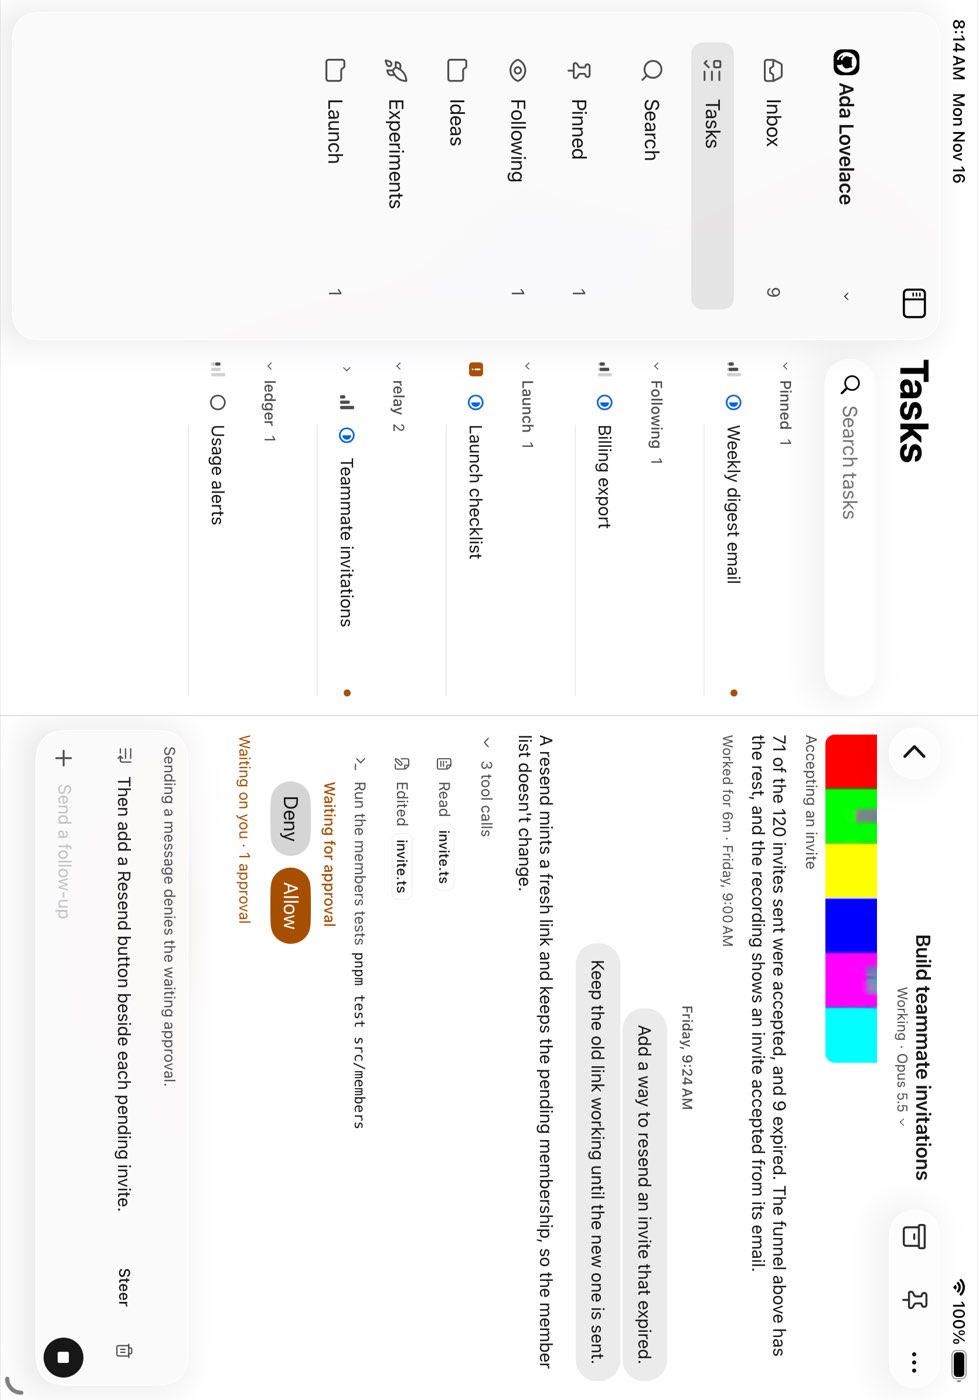 8:14 AM Mon Nov 16
100%
Ada Lovelace
Inbox 9
Tasks
Search
Pinned 1
Following 1
Ideas
Experiments
Launch 1
Tasks
Search tasks
Pinned 1
Weekly digest email
Following 1
Billing export
Launch 1
Launch checklist
relay 2
Teammate invitations
ledger 1
Usage alerts
Build teammate invitations
Working · Opus 5.5
Accepting an invite
71 of the 120 invites sent were accepted, and 9 expired. The funnel above has
the rest, and the recording shows an invite accepted from its email.
Worked for 6m · Friday, 9:00 AM
Friday, 9:24 AM
Add a way to resend an invite that expired.
Keep the old link working until the new one is sent.
A resend mints a fresh link and keeps the pending membership, so the member
list doesn't change.
3 tool calls
Read invite.ts
Edited invite.ts
Run the members tests pnpm test src/members
Waiting for approval
Deny Allow
Waiting on you · 1 approval
Sending a message denies the waiting approval.
Then add a Resend button beside each pending invite. Steer
Send a follow-up